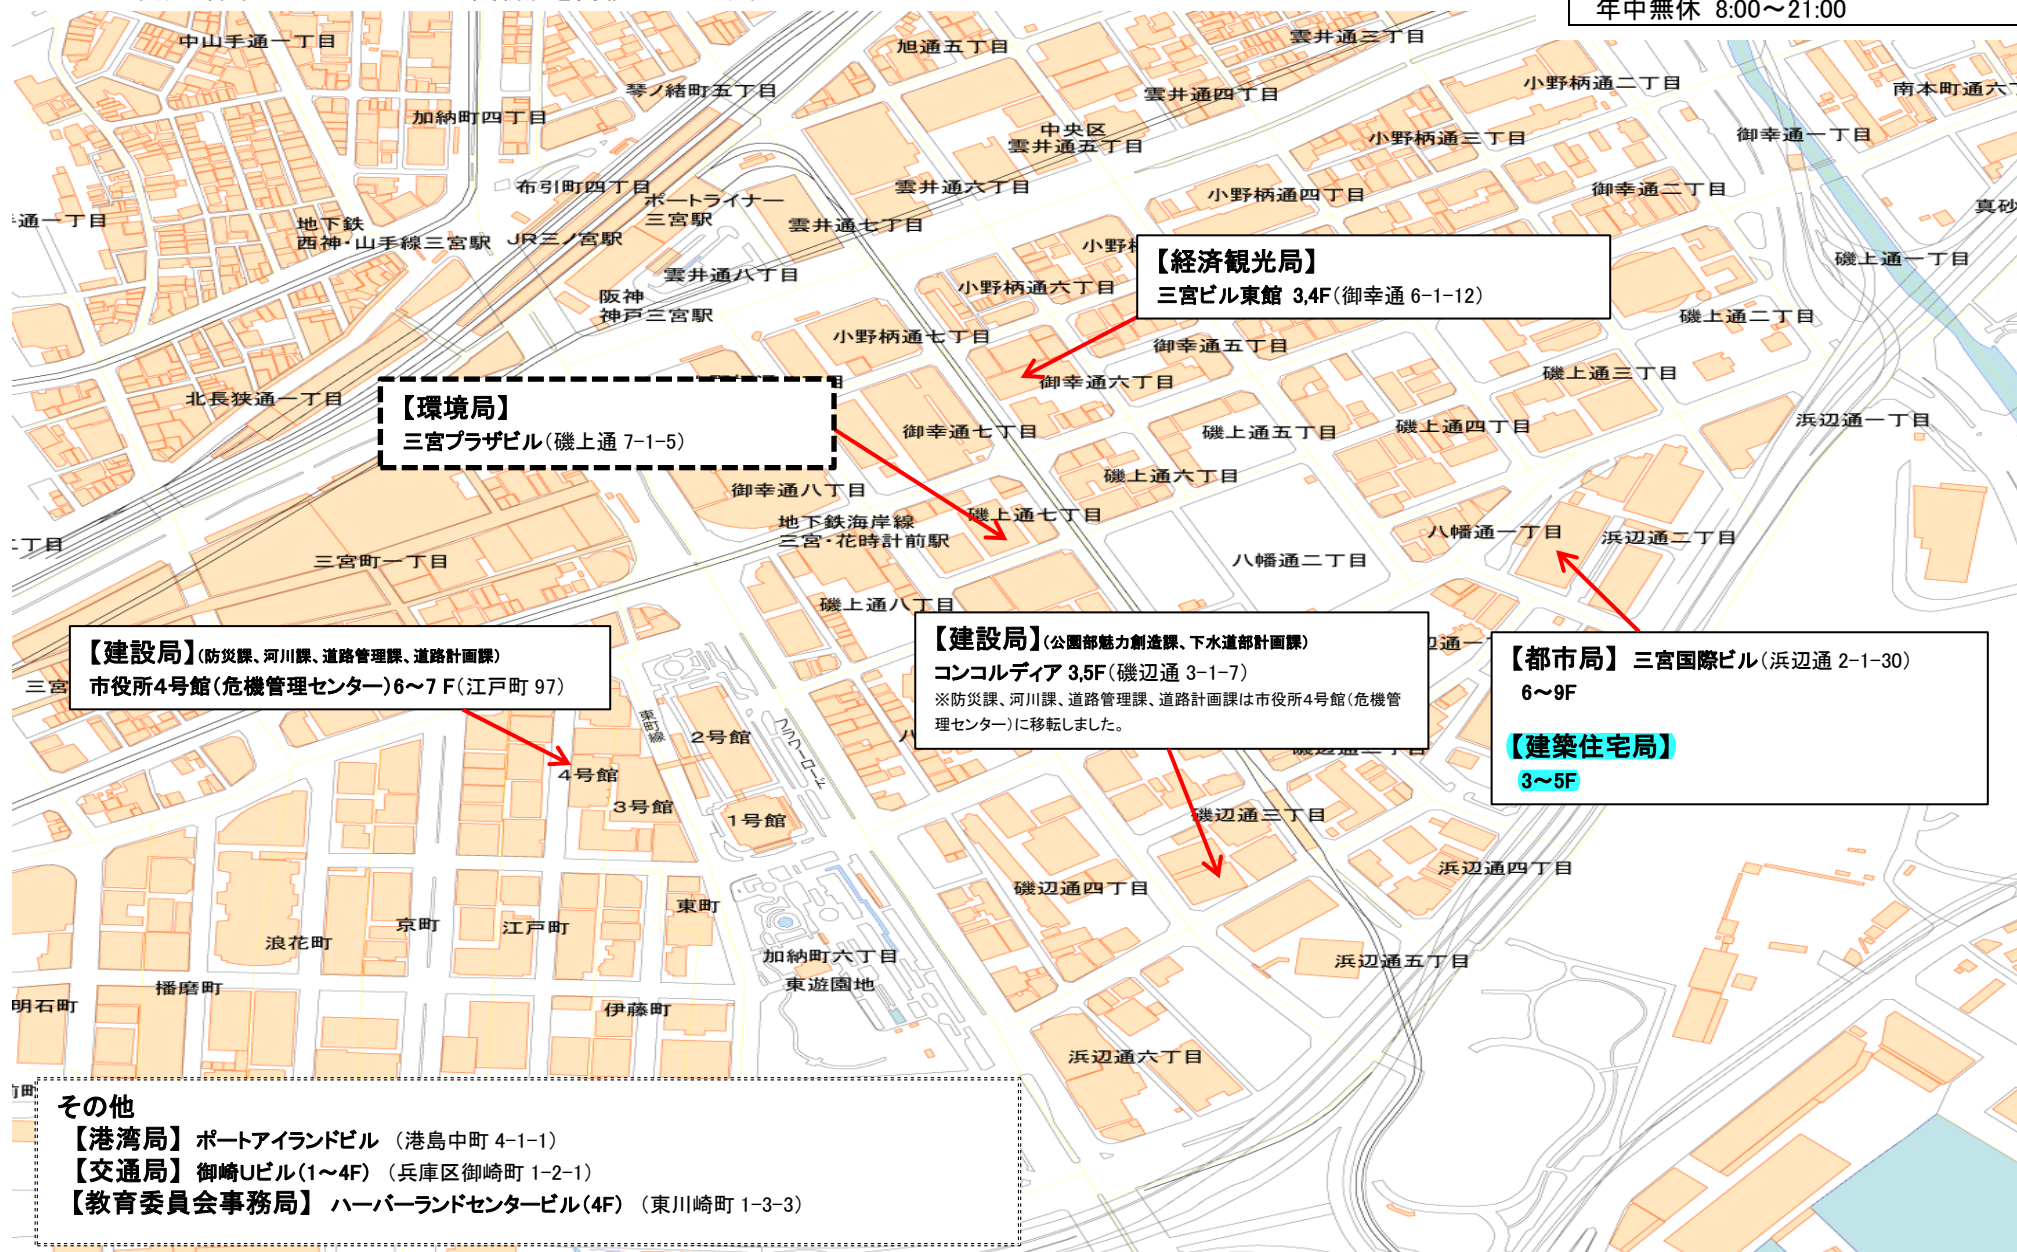 年中無休 8:00～21:00
中山手通一丁目
旭通五丁目
雲井通三丁目
琴ノ緒町五丁目
雲井通四丁目
小野柄通二丁目
南本町通六丁
加納町四丁目
中央区
雲井通五丁目
小野柄通三丁目
御幸通一丁目
布引町四丁目
ポートライナー
三宮駅
雲井通六丁目
小野柄通四丁目
御幸通二丁目
真砂
通一丁目
地下鉄
西神・山手線三宮駅
JR三ノ宮駅
雲井通七丁目
小野
磯上通一丁目
雲井通八丁目
阪神
神戸三宮駅
小野柄通六丁目
【経済観光局】
三宮ビル東館 3,4F(御幸通 6-1-12)
磯上通二丁目
小野柄通七丁目
御幸通五丁目
御幸通六丁目
磯上通三丁目
北長狭通一丁目
【環境局】
三宮プラザビル(磯上通 7-1-5)
御幸通七丁目
磯上通五丁目
磯上通四丁目
浜辺通一丁目
磯上通六丁目
御幸通八丁目
地下鉄海岸線
三宮・花時計前駅
磯上通七丁目
八幡通一丁目
浜辺通二丁目
丁目
三宮町一丁目
八幡通二丁目
磯上通八丁目
【建設局】(防災課、河川課、道路管理課、道路計画課)
市役所4号館(危機管理センター)6～7 F(江戸町 97)
三宮
【建設局】(公園部魅力創造課、下水道部計画課)
コンコルディア 3,5F(磯辺通 3-1-7)
※防災課、河川課、道路管理課、道路計画課は市役所4号館(危機管
理センター)に移転しました。
辺通一
【都市局】 三宮国際ビル(浜辺通 2-1-30)
6～9F
【建築住宅局】
3～5F
東町線
2号館
フラワーロード
4号館
3号館
1号館
磯辺通三丁目
浜辺通四丁目
磯辺通四丁目
東町
京町
江戸町
浪花町
加納町六丁目
東遊園地
浜辺通五丁目
播磨町
明石町
伊藤町
浜辺通六丁目
その他
【港湾局】 ポートアイランドビル (港島中町 4-1-1)
【交通局】 御崎Uビル(1～4F) (兵庫区御崎町 1-2-1)
【教育委員会事務局】 ハーバーランドセンタービル(4F) (東川崎町 1-3-3)